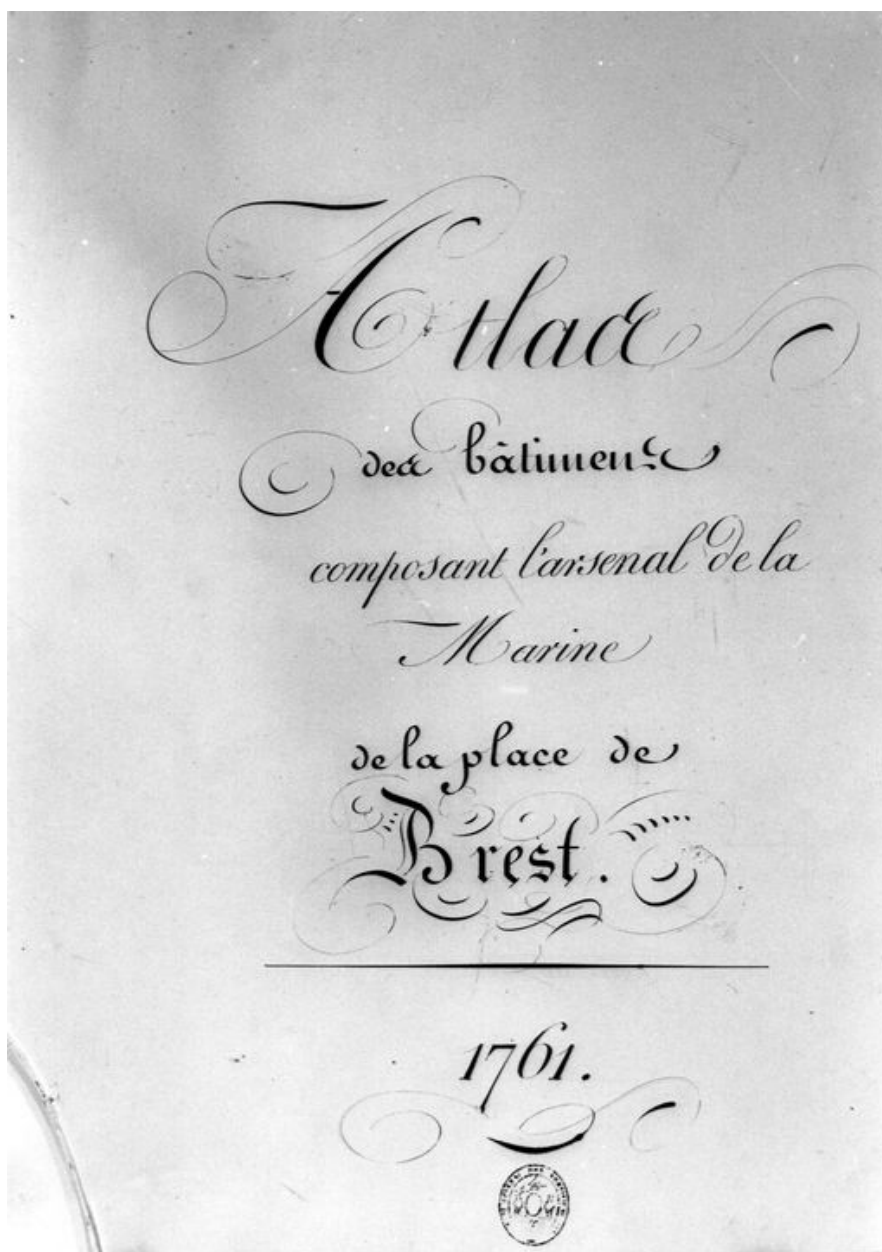 Atlas
des bâtimens
composant l'arsenal de la
Marine
de la place de
Brest.
1761.